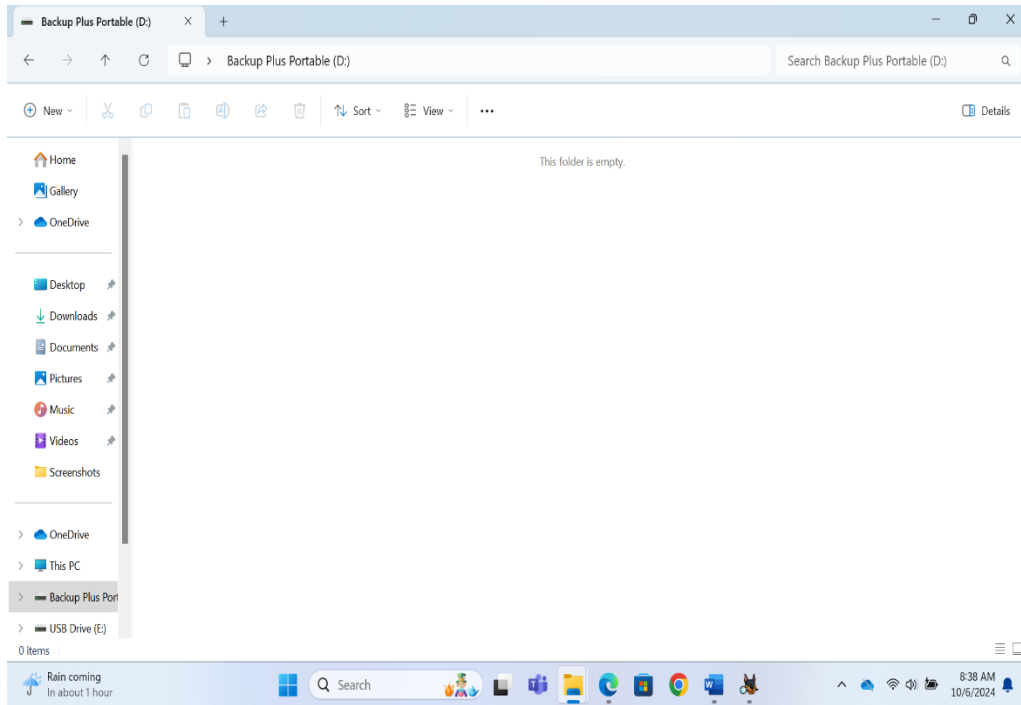 Backup Plus Portable (D:)
Backup Plus Portable (D:)
Search Backup Plus Portable (D:)
New
Sort
View
Details
Home
Gallery
OneDrive
Desktop
Downloads
Documents
Pictures
Music
Videos
Screenshots
OneDrive
This PC
Backup Plus Port
USB Drive (E:)
This folder is empty.
0 items
Rain coming
In about 1 hour
Search
8:38 AM
10/6/2024